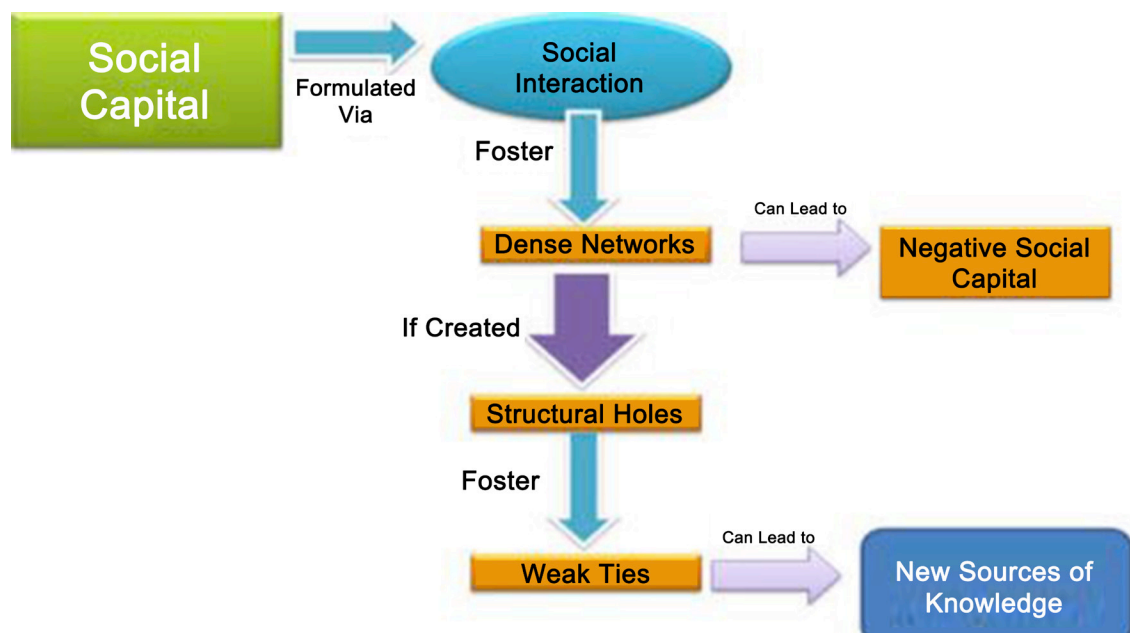 Social
Capital
Formulated
Via
Social
Interaction
Foster
Dense Networks
Can Lead to
Negative Social
Capital
If Created
Structural Holes
Foster
Weak Ties
Can Lead to
New Sources of
Knowledge